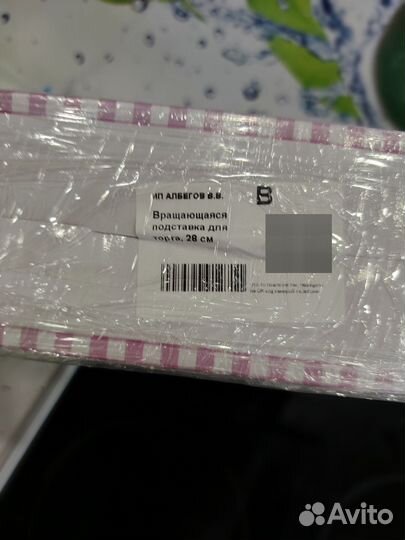 ИП АЛБЕГОВ В.В.
B
Вращающаяся
подставка для
торта, 28 см
Avito